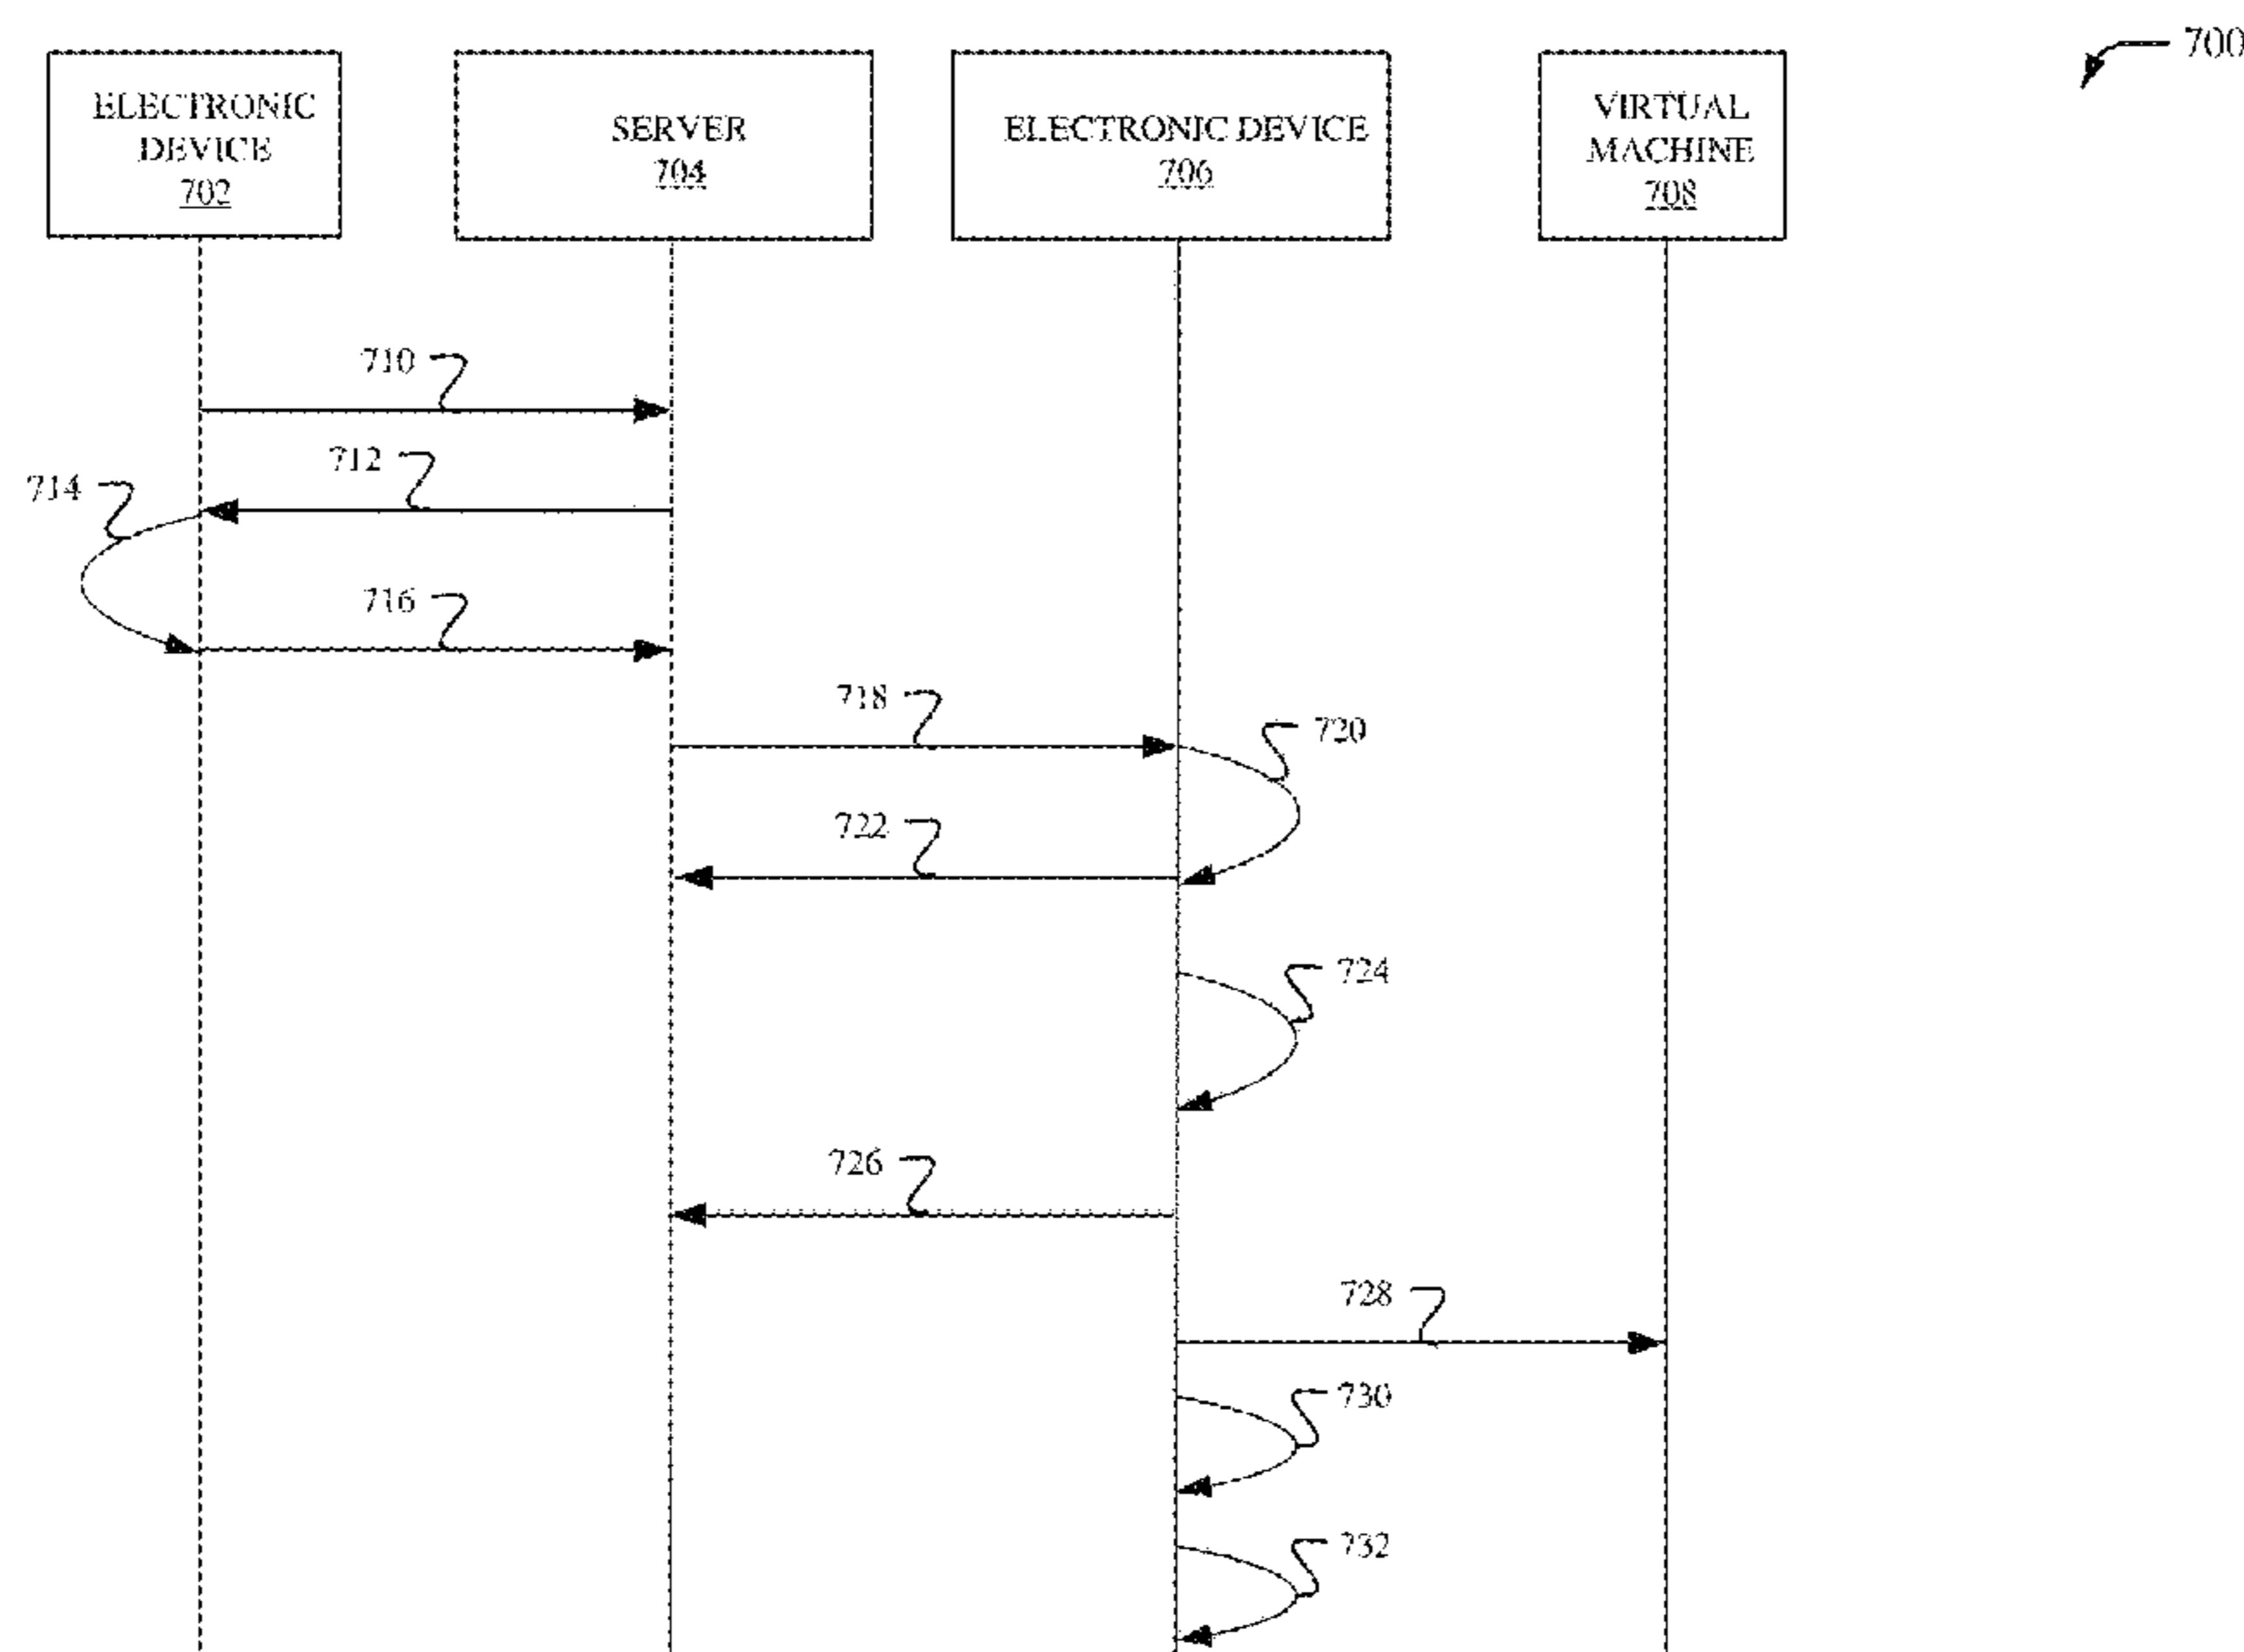 700
ELECTRONIC
DEVICE
702
SERVER
704
ELECTRONIC DEVICE
706
VIRTUAL
MACHINE
708
710
712
714
716
718
720
722
724
726
728
730
732